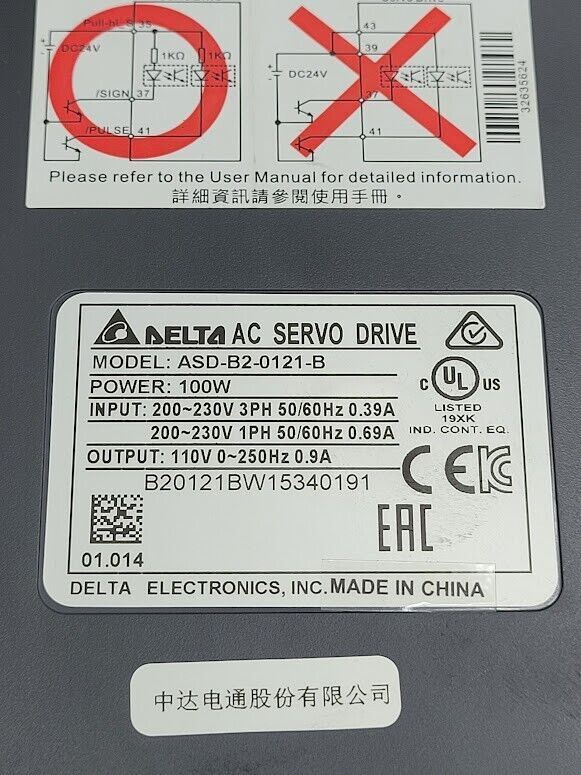 Pull-hi_S 35
43
1KΩ 1KΩ
39
DC24V
DC24V
/SIGN 37
37
/PULSE 41
41
32635624
Please refer to the User Manual for detailed information.
詳細資訊請參閱使用手冊。
DELTA AC SERVO DRIVE
MODEL: ASD-B2-0121-B
POWER: 100W
INPUT: 200~230V 3PH 50/60Hz 0.39A
200~230V 1PH 50/60Hz 0.69A
OUTPUT: 110V 0~250Hz 0.9A
B20121BW15340191
C UL US
LISTED
19XK
IND. CONT. EQ.
CE
EAC
01.014
DELTA ELECTRONICS, INC. MADE IN CHINA
中达电通股份有限公司